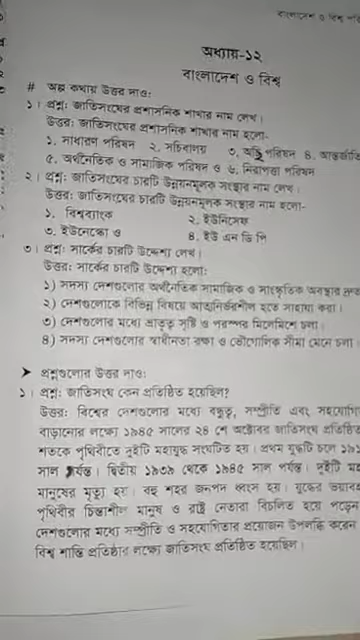 বাংলাদেশ ও বিশ্ব
অধ্যায়-১২
বাংলাদেশ ও বিশ্ব
# অল্প কথায় উত্তর দাও:
১। প্রশ্ন: জাতিসংঘের প্রশাসনিক শাখার নাম লেখ।
উত্তর: জাতিসংঘের প্রশাসনিক শাখার নাম হলো-
১. সাধারণ পরিষদ ২. সচিবালয় ৩. অছি পরিষদ ৪. আন্তর্জাতি
৫. অর্থনৈতিক ও সামাজিক পরিষদ ও ৬. নিরাপত্তা পরিষদ
২। প্রশ্ন: জাতিসংঘের চারটি উন্নয়নমূলক সংস্থার নাম লেখ।
উত্তর: জাতিসংঘের চারটি উন্নয়নমূলক সংস্থার নাম হলো-
১. বিশ্বব্যাংক ২. ইউনিসেফ
৩. ইউনেস্কো ও ৪. ইউ এন ডি পি
৩। প্রশ্ন: সার্কের চারটি উদ্দেশ্য লেখ।
উত্তর: সার্কের চারটি উদ্দেশ্য হলো:
১) সদস্য দেশগুলোর অর্থনৈতিক সামাজিক ও সাংস্কৃতিক অবস্থার দ্রুত
২) দেশগুলোকে বিভিন্ন বিষয়ে আত্মনির্ভরশীল হতে সাহায্য করা।
৩) দেশগুলোর মধ্যে ভ্রাতৃত্ব সৃষ্টি ও পরস্পর মিলেমিশে চলা।
৪) সদস্য দেশগুলোর স্বাধীনতা রক্ষা ও ভৌগোলিক সীমা মেনে চলা।
➤ প্রশ্নগুলোর উত্তর দাও:
১। প্রশ্ন: জাতিসংঘ কেন প্রতিষ্ঠিত হয়েছিল?
উত্তর: বিশ্বের দেশগুলোর মধ্যে বন্ধুত্ব, সম্প্রীতি এবং সহযোগি
বাড়ানোর লক্ষ্যে ১৯৪৫ সালের ২৪ শে অক্টোবর জাতিসংঘ প্রতিষ্ঠি
শতকে পৃথিবীতে দুইটি মহাযুদ্ধ সংঘটিত হয়। প্রথম যুদ্ধটি চলে ১৯১
সাল পর্যন্ত। দ্বিতীয় ১৯৩৯ থেকে ১৯৪৫ সাল পর্যন্ত। দুইটি মহ
মানুষের মৃত্যু হয়। বহু শহর জনপদ ধ্বংস হয়। যুদ্ধের ভয়াবহ
পৃথিবীর চিন্তাশীল মানুষ ও রাষ্ট্র নেতারা বিচলিত হয়ে পড়েন
দেশগুলোর মধ্যে সম্প্রীতি ও সহযোগিতার প্রয়োজন উপলব্ধি করেন
বিশ্ব শান্তি প্রতিষ্ঠার লক্ষ্যে জাতিসংঘ প্রতিষ্ঠিত হয়েছিল।